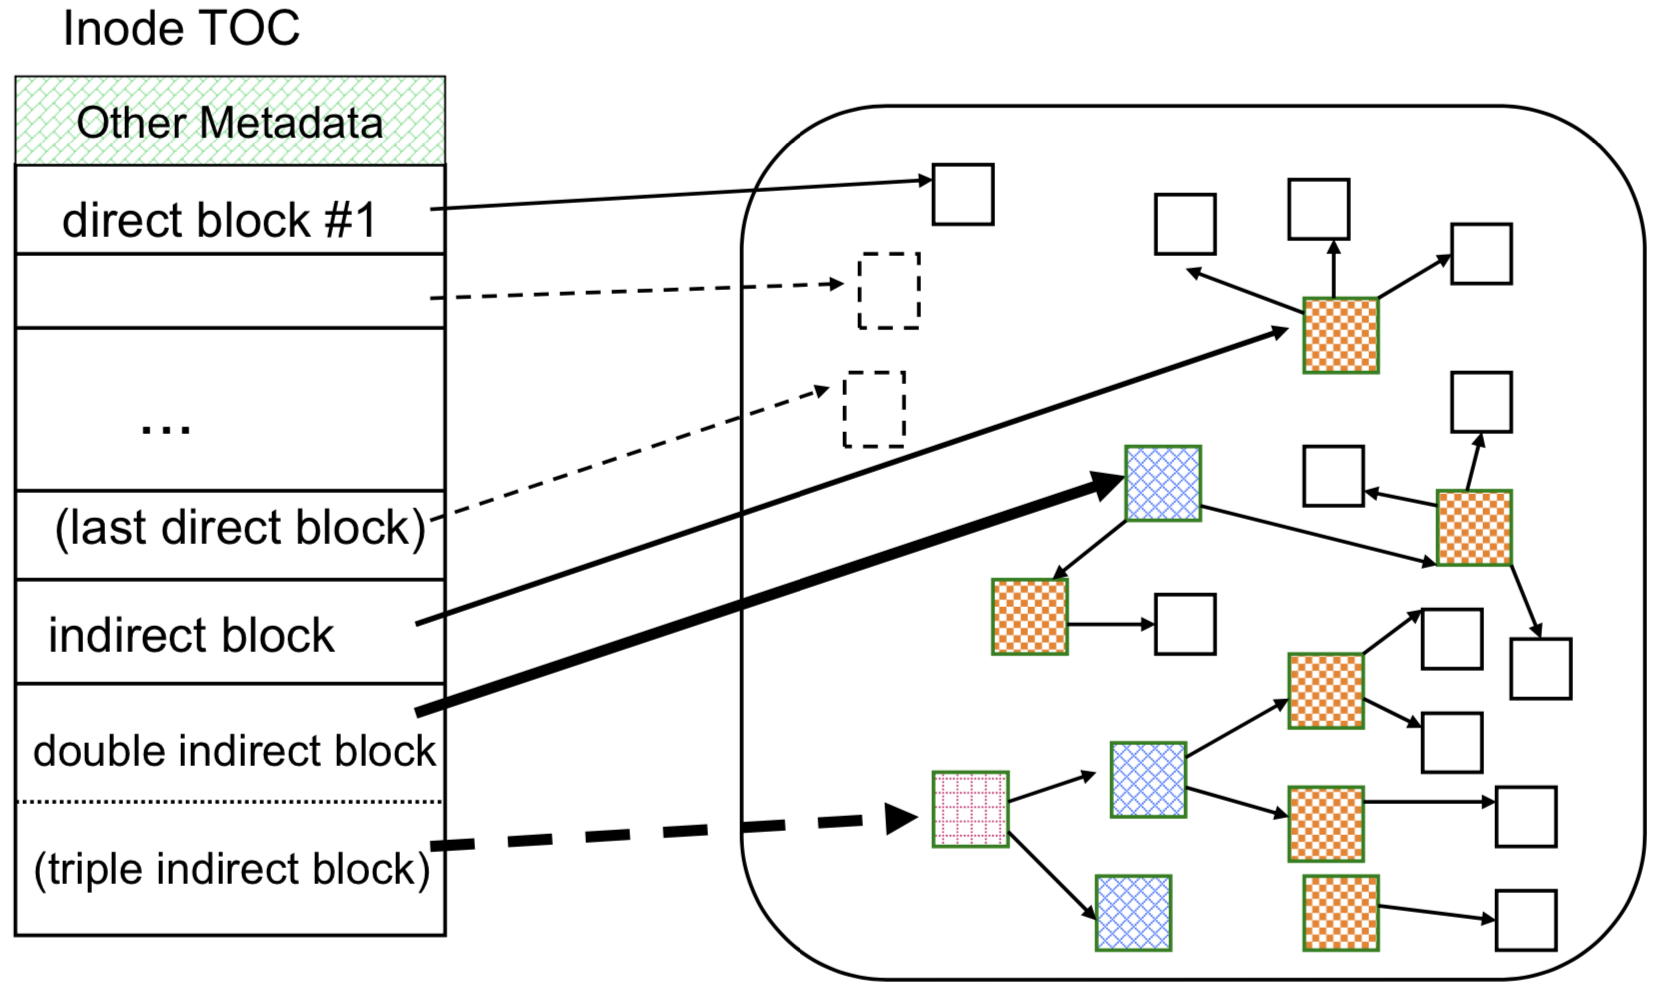 Inode TOC
Other Metadata
direct block #1
...
(last direct block)
indirect block
double indirect block
(triple indirect block)